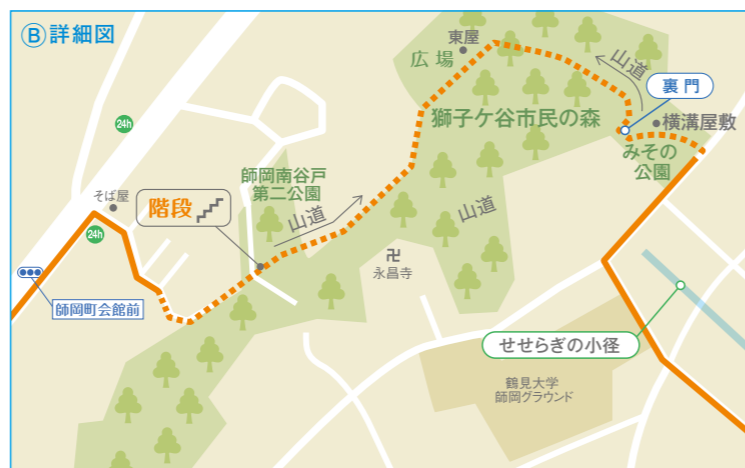 Ⓑ詳細図
東屋
広場
山道
裏門
横溝屋敷
獅子ケ谷市民の森
みその
公園
24h
師岡南谷戸
第二公園
そば屋
階段
山道
山道
24h
卍
永昌寺
師岡町会館前
せせらぎの小径
鶴見大学
師岡グラウンド